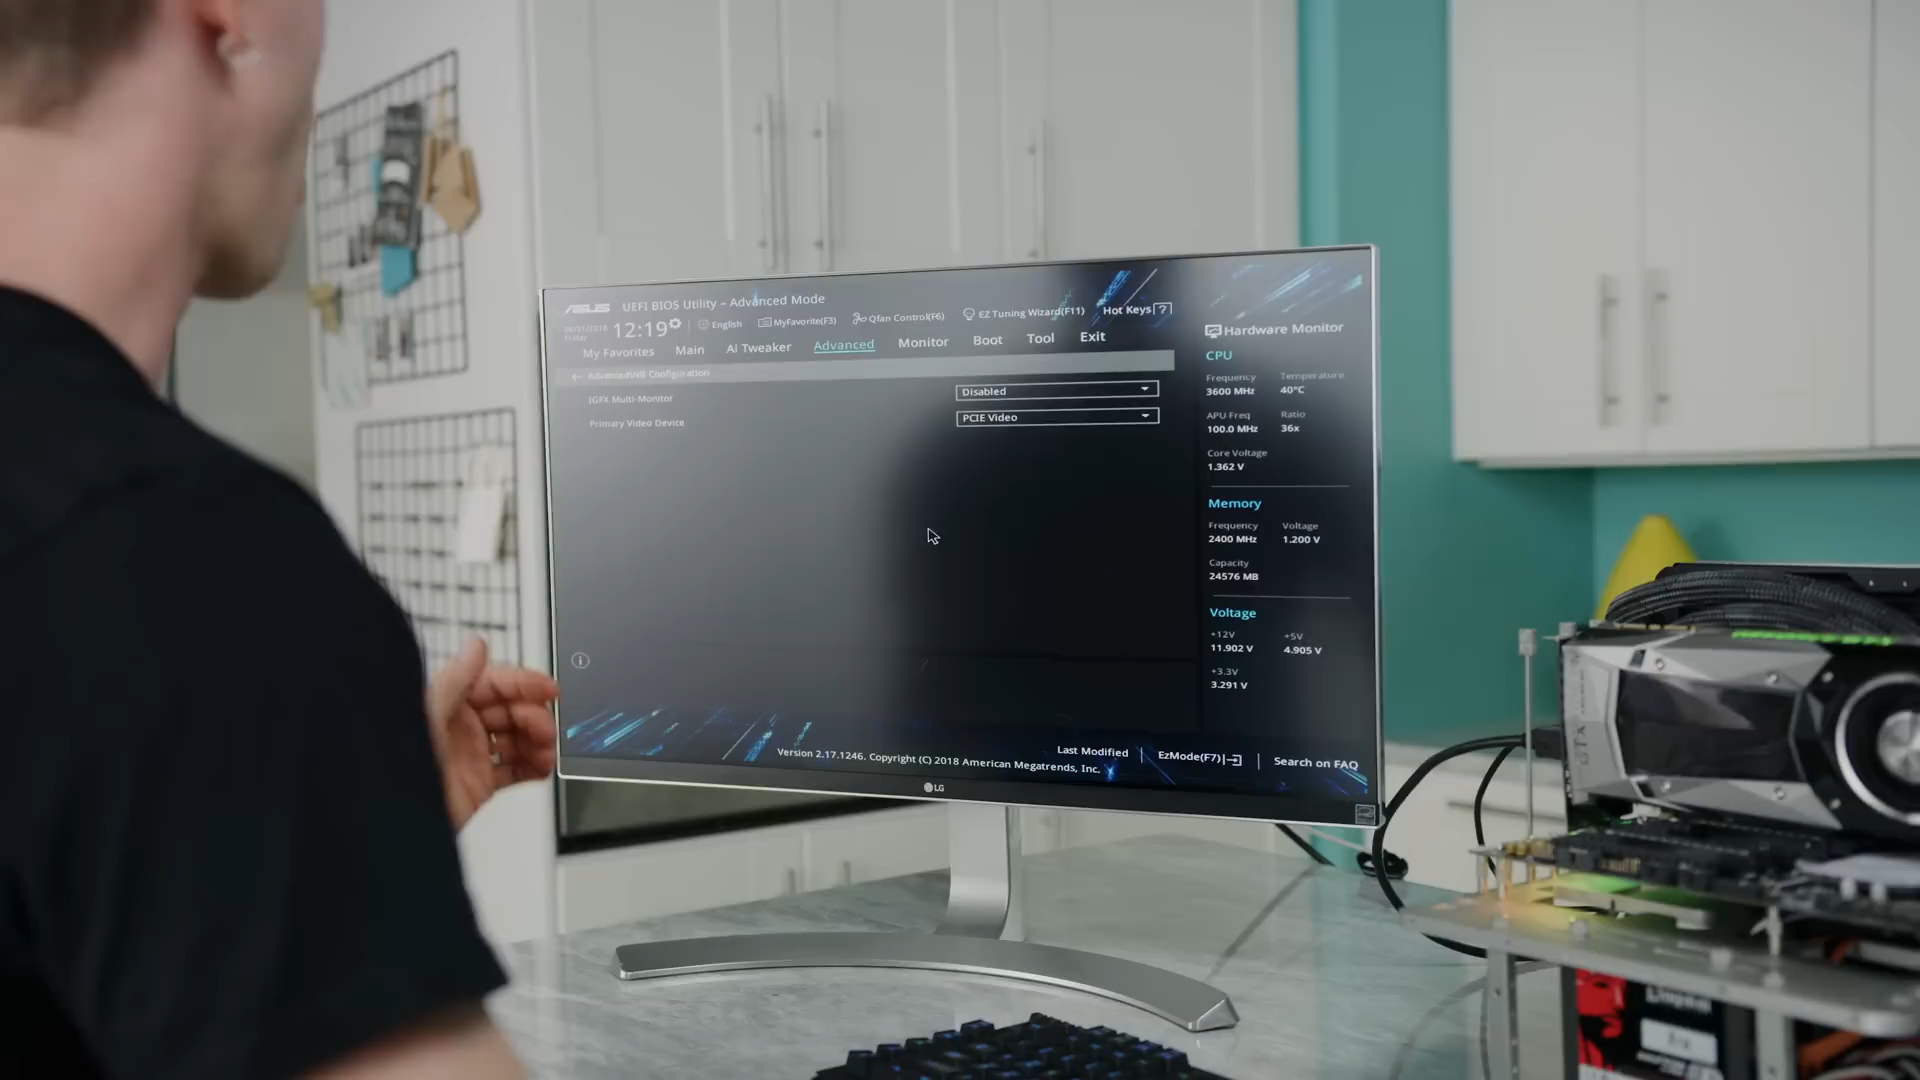 ASUS UEFI BIOS Utility – Advanced Mode
12:19 English MyFavorite(F3) Qfan Control(F6) EZ Tuning Wizard(F11) Hot Keys ?
My Favorites Main Ai Tweaker Advanced Monitor Boot Tool Exit
← Advanced\NB Configuration
IGFX Multi-Monitor Disabled
Primary Video Device PCIE Video
Hardware Monitor
CPU
Frequency Temperature
3600 MHz 40°C
APU Freq Ratio
100.0 MHz 36x
Core Voltage
1.362 V
Memory
Frequency Voltage
2400 MHz 1.200 V
Capacity
24576 MB
Voltage
+12V +5V
11.902 V 4.905 V
+3.3V
3.291 V
Last Modified EzMode(F7) Search on FAQ
Version 2.17.1246. Copyright (C) 2018 American Megatrends, Inc.
LG
GTX